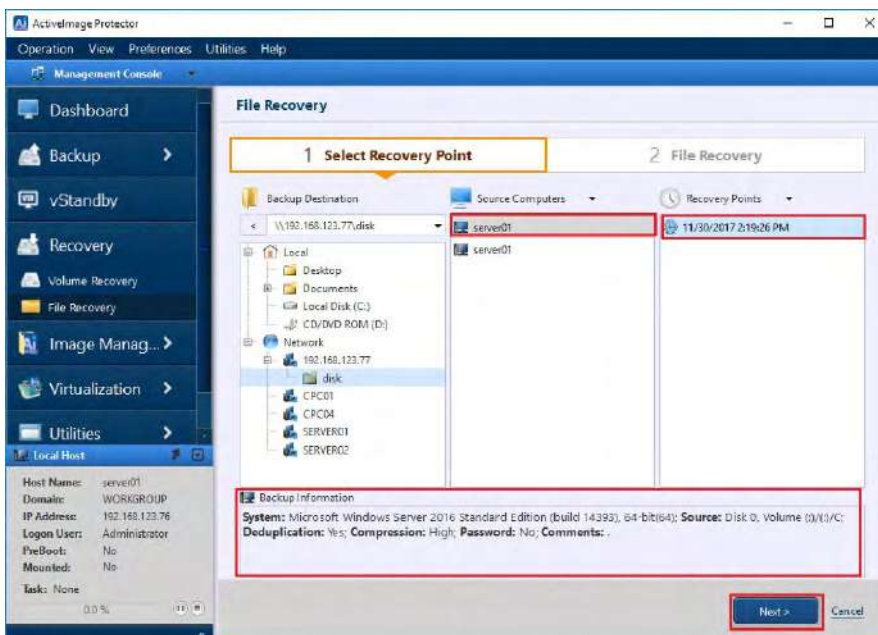 ActiveImage Protector
Operation View Preferences Utilities Help
Management Console
Dashboard
Backup
vStandby
Recovery
Volume Recovery
File Recovery
Image Manag...
Virtualization
Utilities
Local Host
Host Name: server01
Domain: WORKGROUP
IP Address: 192.168.123.76
Logon User: Administrator
PreBoot: No
Mounted: No
Task: None
0.0 %
File Recovery
1 Select Recovery Point
2 File Recovery
Backup Destination
< \\192.168.123.77\disk
Local
Desktop
Documents
Local Disk (C:)
CD/DVD ROM (D:)
Network
192.168.123.77
disk
CPC01
CPC04
SERVER01
SERVER02
Source Computers
server01
server01
Recovery Points
11/30/2017 2:19:26 PM
Backup Information
System: Microsoft Windows Server 2016 Standard Edition (build 14393), 64-bit(64); Source: Disk 0, Volume (:)/(:)/C;
Deduplication: Yes; Compression: High; Password: No; Comments: .
Next >
Cancel